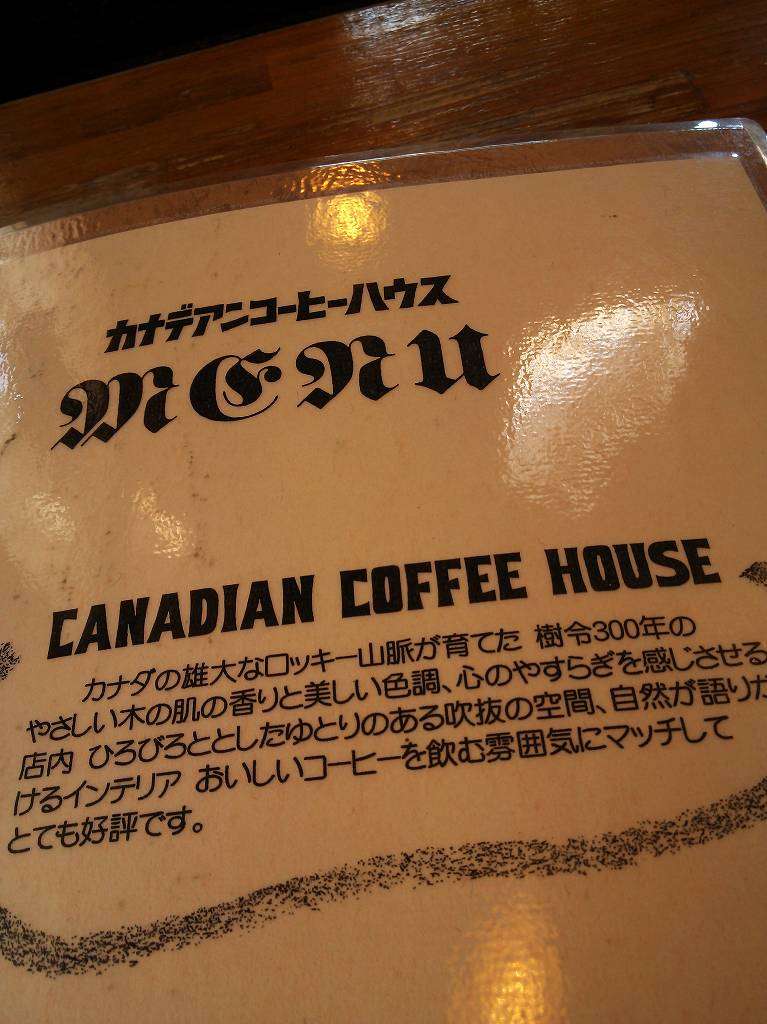 カナデアンコーヒーハウス
MENU
CANADIAN COFFEE HOUSE
カナダの雄大なロッキー山脈が育てた 樹令300年の
やさしい木の肌の香りと美しい色調、心のやすらぎを感じさせる
店内 ひろびろととしたゆとりのある吹抜の空間、自然が語りか
けるインテリア おいしいコーヒーを飲む雰囲気にマッチして
とても好評です。